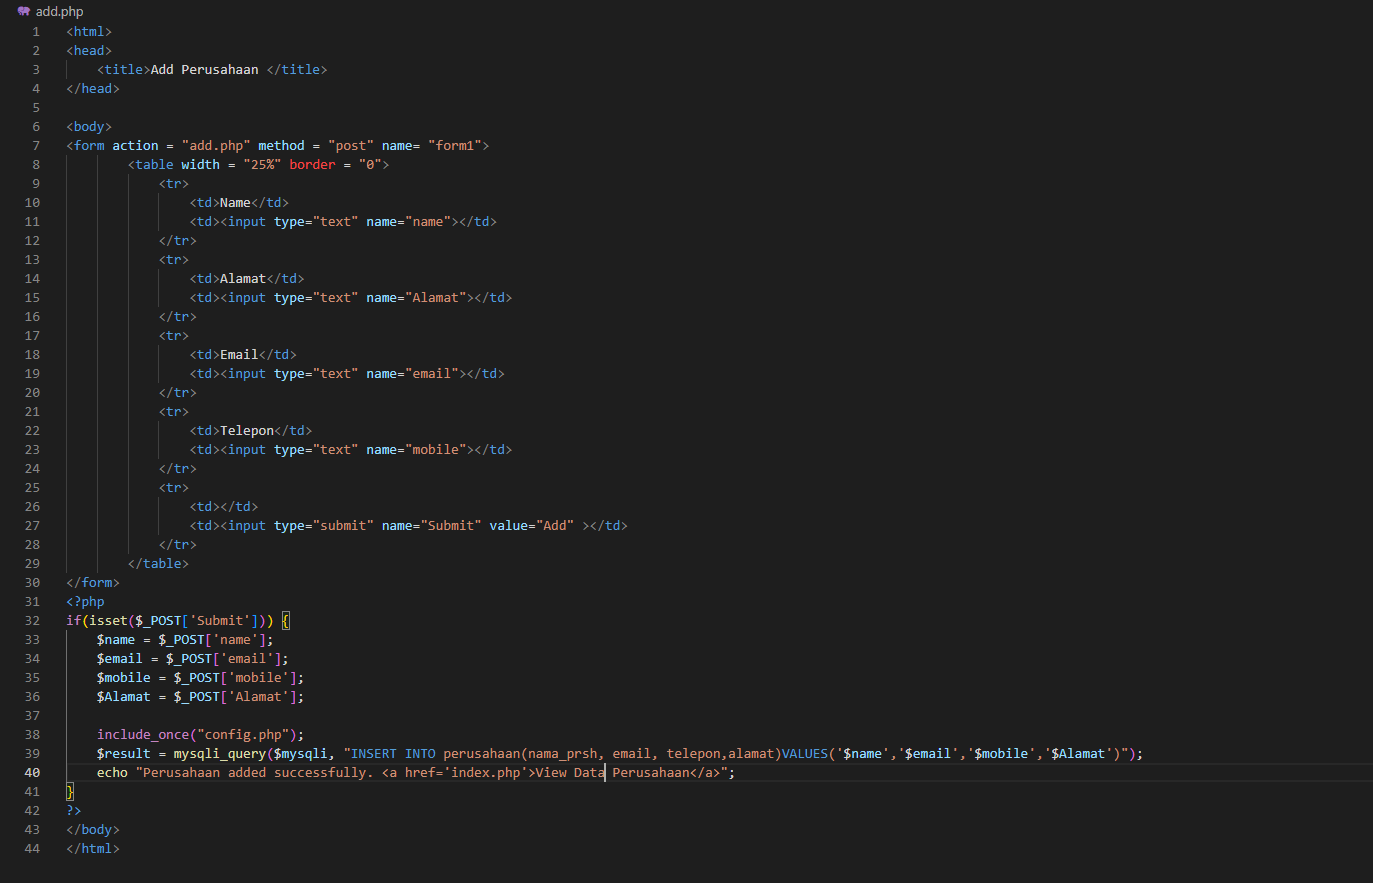 add.php
1 <html>
2 <head>
3     <title>Add Perusahaan </title>
4 </head>
5
6 <body>
7 <form action = "add.php" method = "post" name= "form1">
8         <table width = "25%" border = "0">
9             <tr>
10                 <td>Name</td>
11                 <td><input type="text" name="name"></td>
12             </tr>
13             <tr>
14                 <td>Alamat</td>
15                 <td><input type="text" name="Alamat"></td>
16             </tr>
17             <tr>
18                 <td>Email</td>
19                 <td><input type="text" name="email"></td>
20             </tr>
21             <tr>
22                 <td>Telepon</td>
23                 <td><input type="text" name="mobile"></td>
24             </tr>
25             <tr>
26                 <td></td>
27                 <td><input type="submit" name="Submit" value="Add" ></td>
28             </tr>
29         </table>
30 </form>
31 <?php
32 if(isset($_POST['Submit'])) {
33     $name = $_POST['name'];
34     $email = $_POST['email'];
35     $mobile = $_POST['mobile'];
36     $Alamat = $_POST['Alamat'];
37
38     include_once("config.php");
39     $result = mysqli_query($mysqli, "INSERT INTO perusahaan(nama_prsh, email, telepon,alamat)VALUES('$name','$email','$mobile','$Alamat')");
40     echo "Perusahaan added successfully. <a href='index.php'>View Data Perusahaan</a>";
41 }
42 ?>
43 </body>
44 </html>